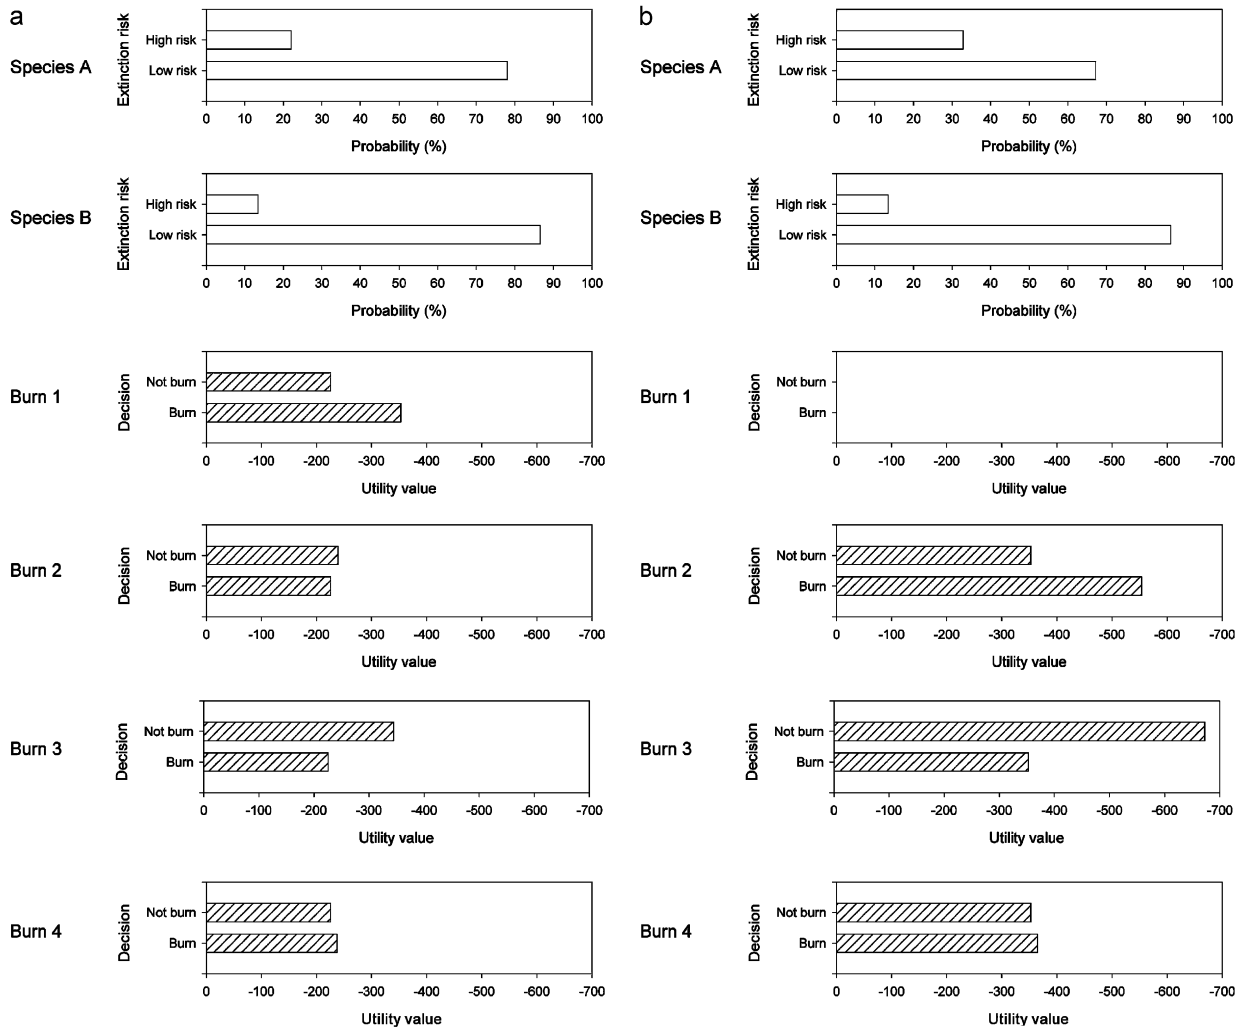 a
Species A
Extinction risk
High risk
Low risk
0 10 20 30 40 50 60 70 80 90 100
Probability (%)
Species B
Extinction risk
High risk
Low risk
0 10 20 30 40 50 60 70 80 90 100
Probability (%)
Burn 1
Decision
Not burn
Burn
0 -100 -200 -300 -400 -500 -600 -700
Utility value
Burn 2
Decision
Not burn
Burn
0 -100 -200 -300 -400 -500 -600 -700
Utility value
Burn 3
Decision
Not burn
Burn
0 -100 -200 -300 -400 -500 -600 -700
Utility value
Burn 4
Decision
Not burn
Burn
0 -100 -200 -300 -400 -500 -600 -700
Utility value
b
Species A
Extinction risk
High risk
Low risk
0 10 20 30 40 50 60 70 80 90 100
Probability (%)
Species B
Extinction risk
High risk
Low risk
0 10 20 30 40 50 60 70 80 90 100
Probability (%)
Burn 1
Decision
Not burn
Burn
0 -100 -200 -300 -400 -500 -600 -700
Utility value
Burn 2
Decision
Not burn
Burn
0 -100 -200 -300 -400 -500 -600 -700
Utility value
Burn 3
Decision
Not burn
Burn
0 -100 -200 -300 -400 -500 -600 -700
Utility value
Burn 4
Decision
Not burn
Burn
0 -100 -200 -300 -400 -500 -600 -700
Utility value